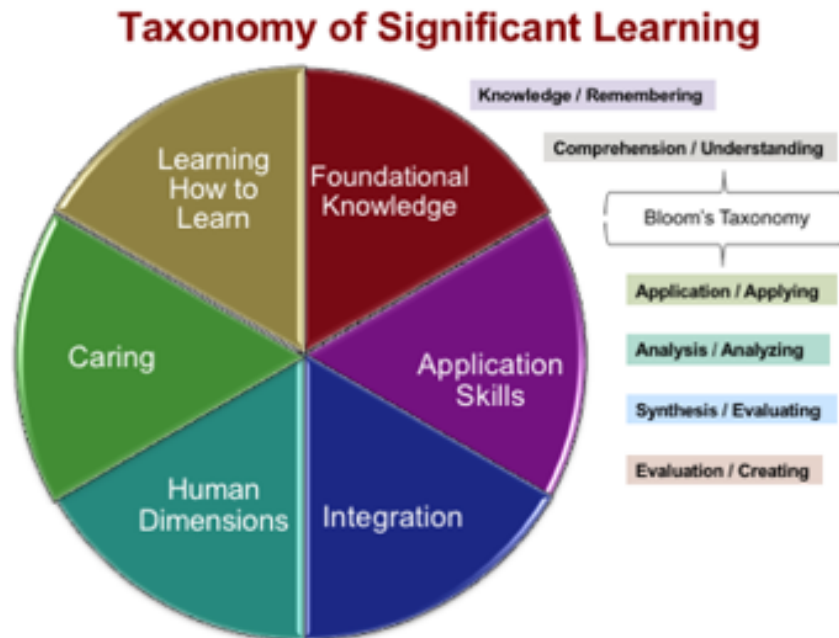 Taxonomy of Significant Learning
Knowledge / Remembering
Comprehension / Understanding
Bloom's Taxonomy
Application / Applying
Analysis / Analyzing
Synthesis / Evaluating
Evaluation / Creating
Learning
How to
Learn
Foundational
Knowledge
Caring
Application
Skills
Human
Dimensions
Integration